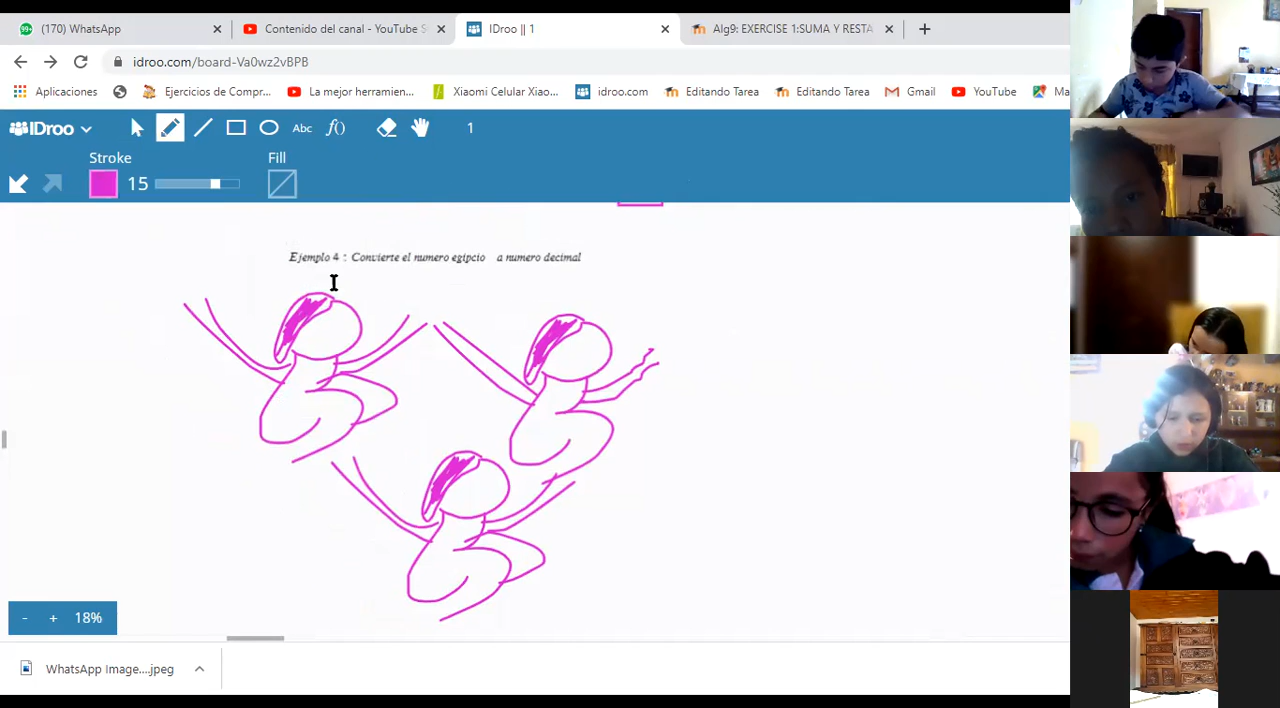 (170) WhatsApp
Contenido del canal - YouTube S
IDroo || 1
Alg9: EXERCISE 1:SUMA Y RESTA
idroo.com/board-Va0wz2vBPB
Aplicaciones
Ejercicios de Compr...
La mejor herramien...
Xiaomi Celular Xiao...
idroo.com
Editando Tarea
Editando Tarea
Gmail
YouTube
Ma
IDroo
Abc
f()
1
Stroke
Fill
15
Ejemplo 4 : Convierte el numero egipcio a numero decimal
- + 18%
WhatsApp Image....jpeg